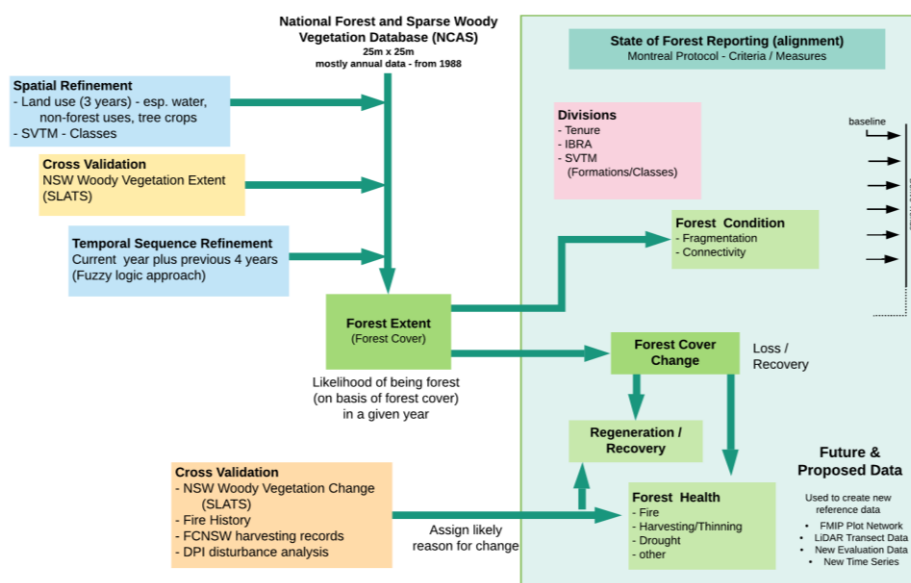 National Forest and Sparse Woody
Vegetation Database (NCAS)
25m x 25m
mostly annual data - from 1988
Spatial Refinement
- Land use (3 years) - esp. water,
non-forest uses, tree crops
- SVTM - Classes
Cross Validation
NSW Woody Vegetation Extent
(SLATS)
Temporal Sequence Refinement
Current year plus previous 4 years
(Fuzzy logic approach)
Forest Extent
(Forest Cover)
Likelihood of being forest
(on basis of forest cover)
in a given year
Cross Validation
- NSW Woody Vegetation Change
(SLATS)
- Fire History
- FCNSW harvesting records
- DPI disturbance analysis
Assign likely
reason for change
State of Forest Reporting (alignment)
Montreal Protocol - Criteria / Measures
Divisions
- Tenure
- IBRA
- SVTM
(Formations/Classes)
baseline
Forest Condition
- Fragmentation
- Connectivity
Forest Cover
Change
Loss /
Recovery
Regeneration /
Recovery
Forest Health
- Fire
- Harvesting/Thinning
- Drought
- other
Future &
Proposed Data
Used to create new
reference data
• FMIP Plot Network
• LiDAR Transect Data
• New Evaluation Data
• New Time Series